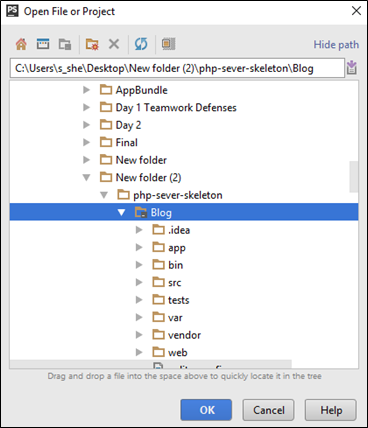 PS
Open File or Project
Hide path
C:\Users\s_she\Desktop\New folder (2)\php-sever-skeleton\Blog
AppBundle
Day 1 Teamwork Defenses
Day 2
Final
New folder
New folder (2)
php-sever-skeleton
Blog
.idea
app
bin
src
tests
var
vendor
web
Drag and drop a file into the space above to quickly locate it in the tree
OK
Cancel
Help